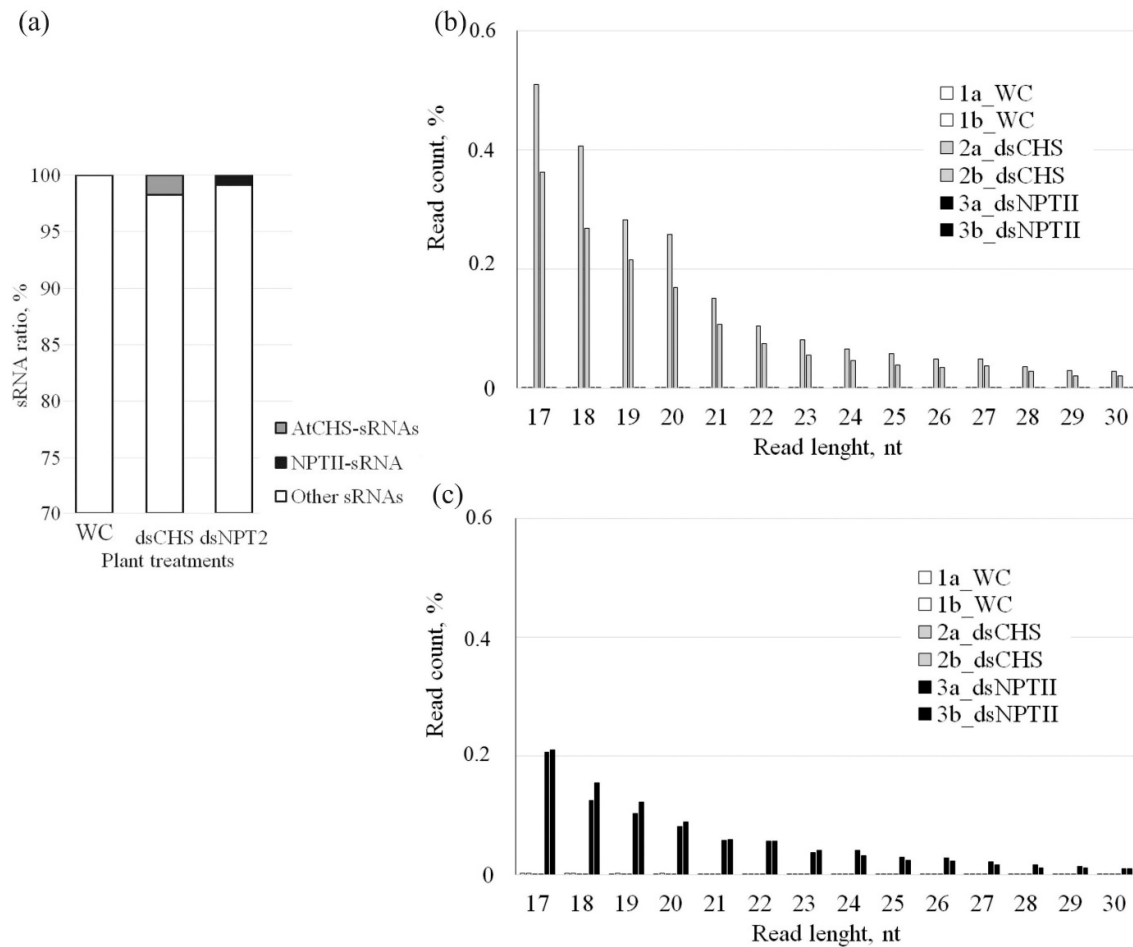 (a)
sRNA ratio, %
100
95
90
85
80
75
70
WC
dsCHS
dsNPT2
Plant treatments
AtCHS-sRNAs
NPTII-sRNA
Other sRNAs
(b)
Read count, %
0.6
0.4
0.2
0
1a_WC
1b_WC
2a_dsCHS
2b_dsCHS
3a_dsNPTII
3b_dsNPTII
17 18 19 20 21 22 23 24 25 26 27 28 29 30
Read lenght, nt
(c)
Read count, %
0.6
0.4
0.2
0
1a_WC
1b_WC
2a_dsCHS
2b_dsCHS
3a_dsNPTII
3b_dsNPTII
17 18 19 20 21 22 23 24 25 26 27 28 29 30
Read lenght, nt